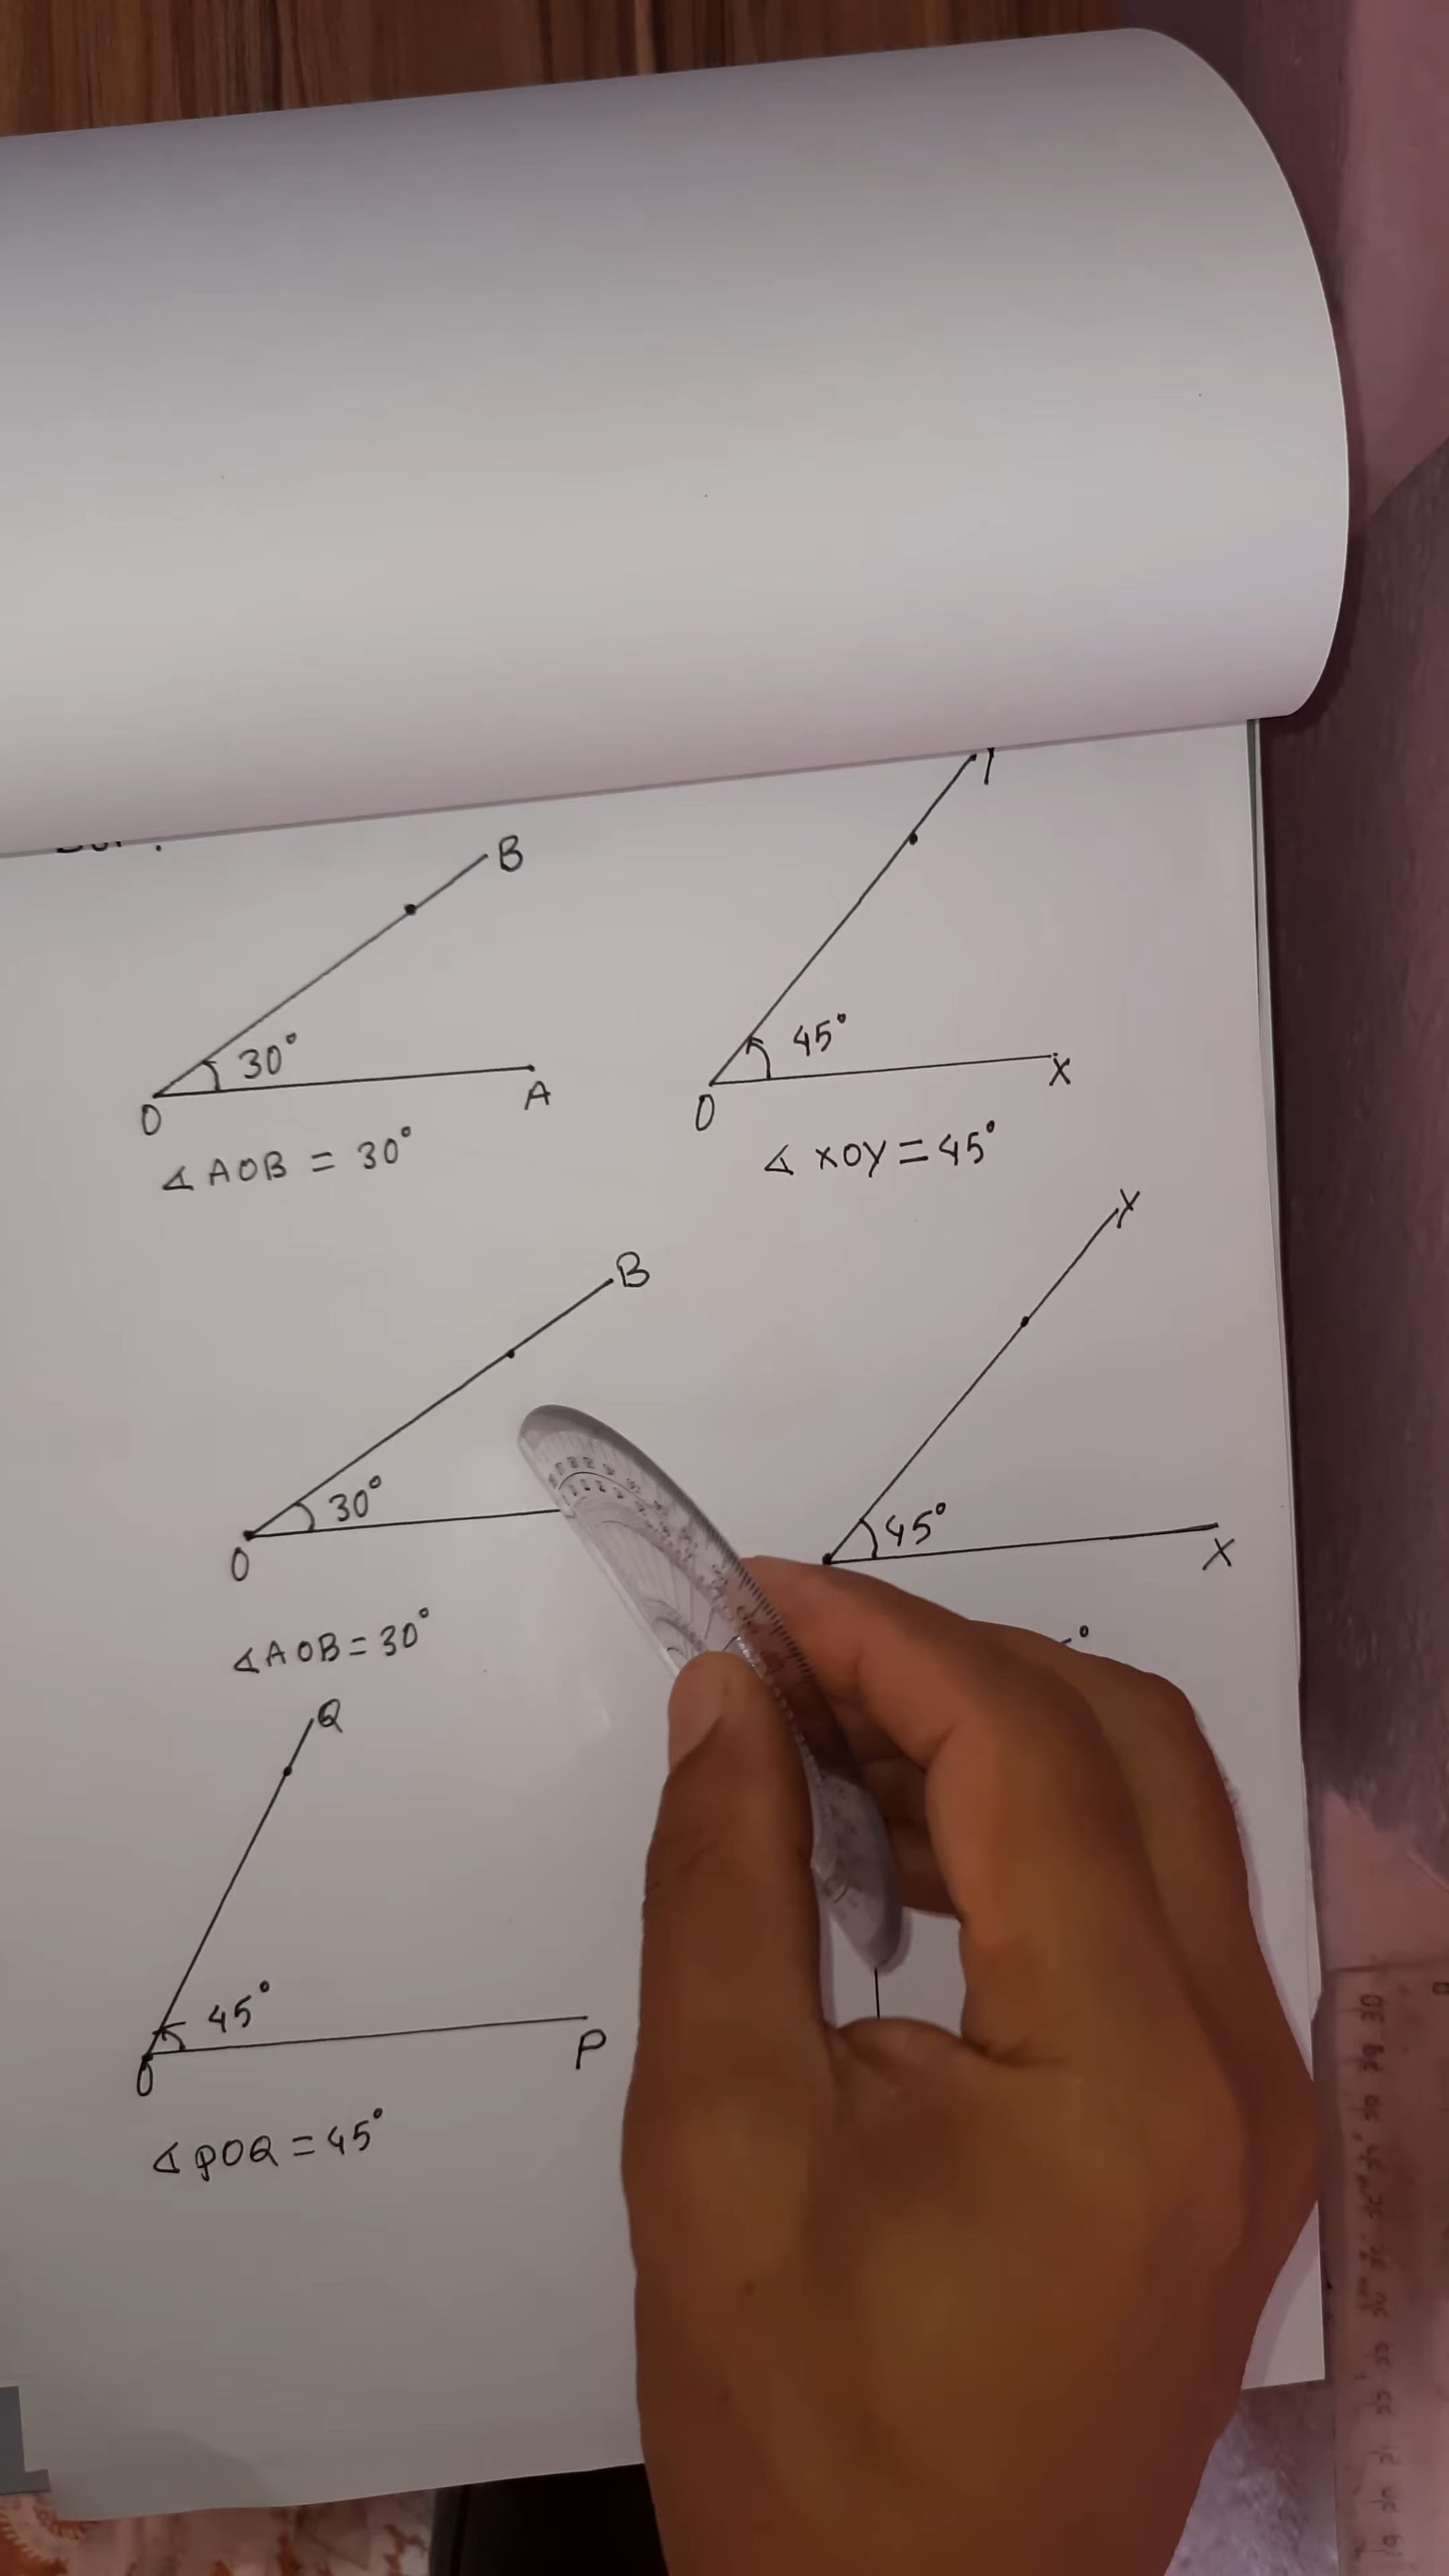 B
30°
O
A
∡ AOB = 30°
45°
O
X
∡ XOY = 45°
B
30°
O
∡AOB = 30°
Y
45°
X
Q
45°
O
P
∡ POQ = 45°